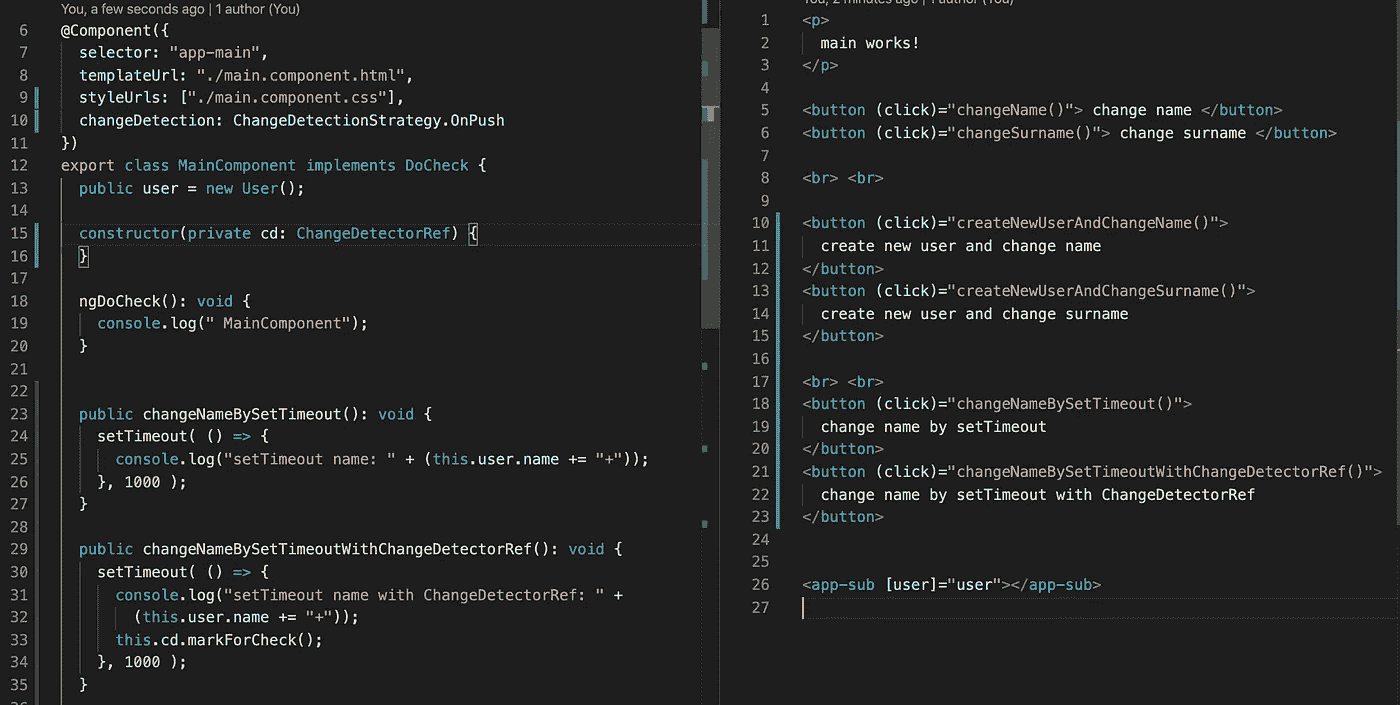 You, a few seconds ago | 1 author (You)
6 @Component({
7 selector: "app-main",
8 templateUrl: "./main.component.html",
9 styleUrls: ["./main.component.css"],
10 changeDetection: ChangeDetectionStrategy.OnPush
11 })
12 export class MainComponent implements DoCheck {
13 public user = new User();
14
15 constructor(private cd: ChangeDetectorRef) {
16 }
17
18 ngDoCheck(): void {
19 console.log(" MainComponent");
20 }
21
22
23 public changeNameBySetTimeout(): void {
24 setTimeout( () => {
25 console.log("setTimeout name: " + (this.user.name += "+"));
26 }, 1000 );
27 }
28
29 public changeNameBySetTimeoutWithChangeDetectorRef(): void {
30 setTimeout( () => {
31 console.log("setTimeout name with ChangeDetectorRef: " +
32 (this.user.name += "+"));
33 this.cd.markForCheck();
34 }, 1000 );
35 }
You, 2 minutes ago | 1 author (You)
1 <p>
2 main works!
3 </p>
4
5 <button (click)="changeName()"> change name </button>
6 <button (click)="changeSurname()"> change surname </button>
7
8 <br> <br>
9
10 <button (click)="createNewUserAndChangeName()">
11 create new user and change name
12 </button>
13 <button (click)="createNewUserAndChangeSurname()">
14 create new user and change surname
15 </button>
16
17 <br> <br>
18 <button (click)="changeNameBySetTimeout()">
19 change name by setTimeout
20 </button>
21 <button (click)="changeNameBySetTimeoutWithChangeDetectorRef()">
22 change name by setTimeout with ChangeDetectorRef
23 </button>
24
25
26 <app-sub [user]="user"></app-sub>
27